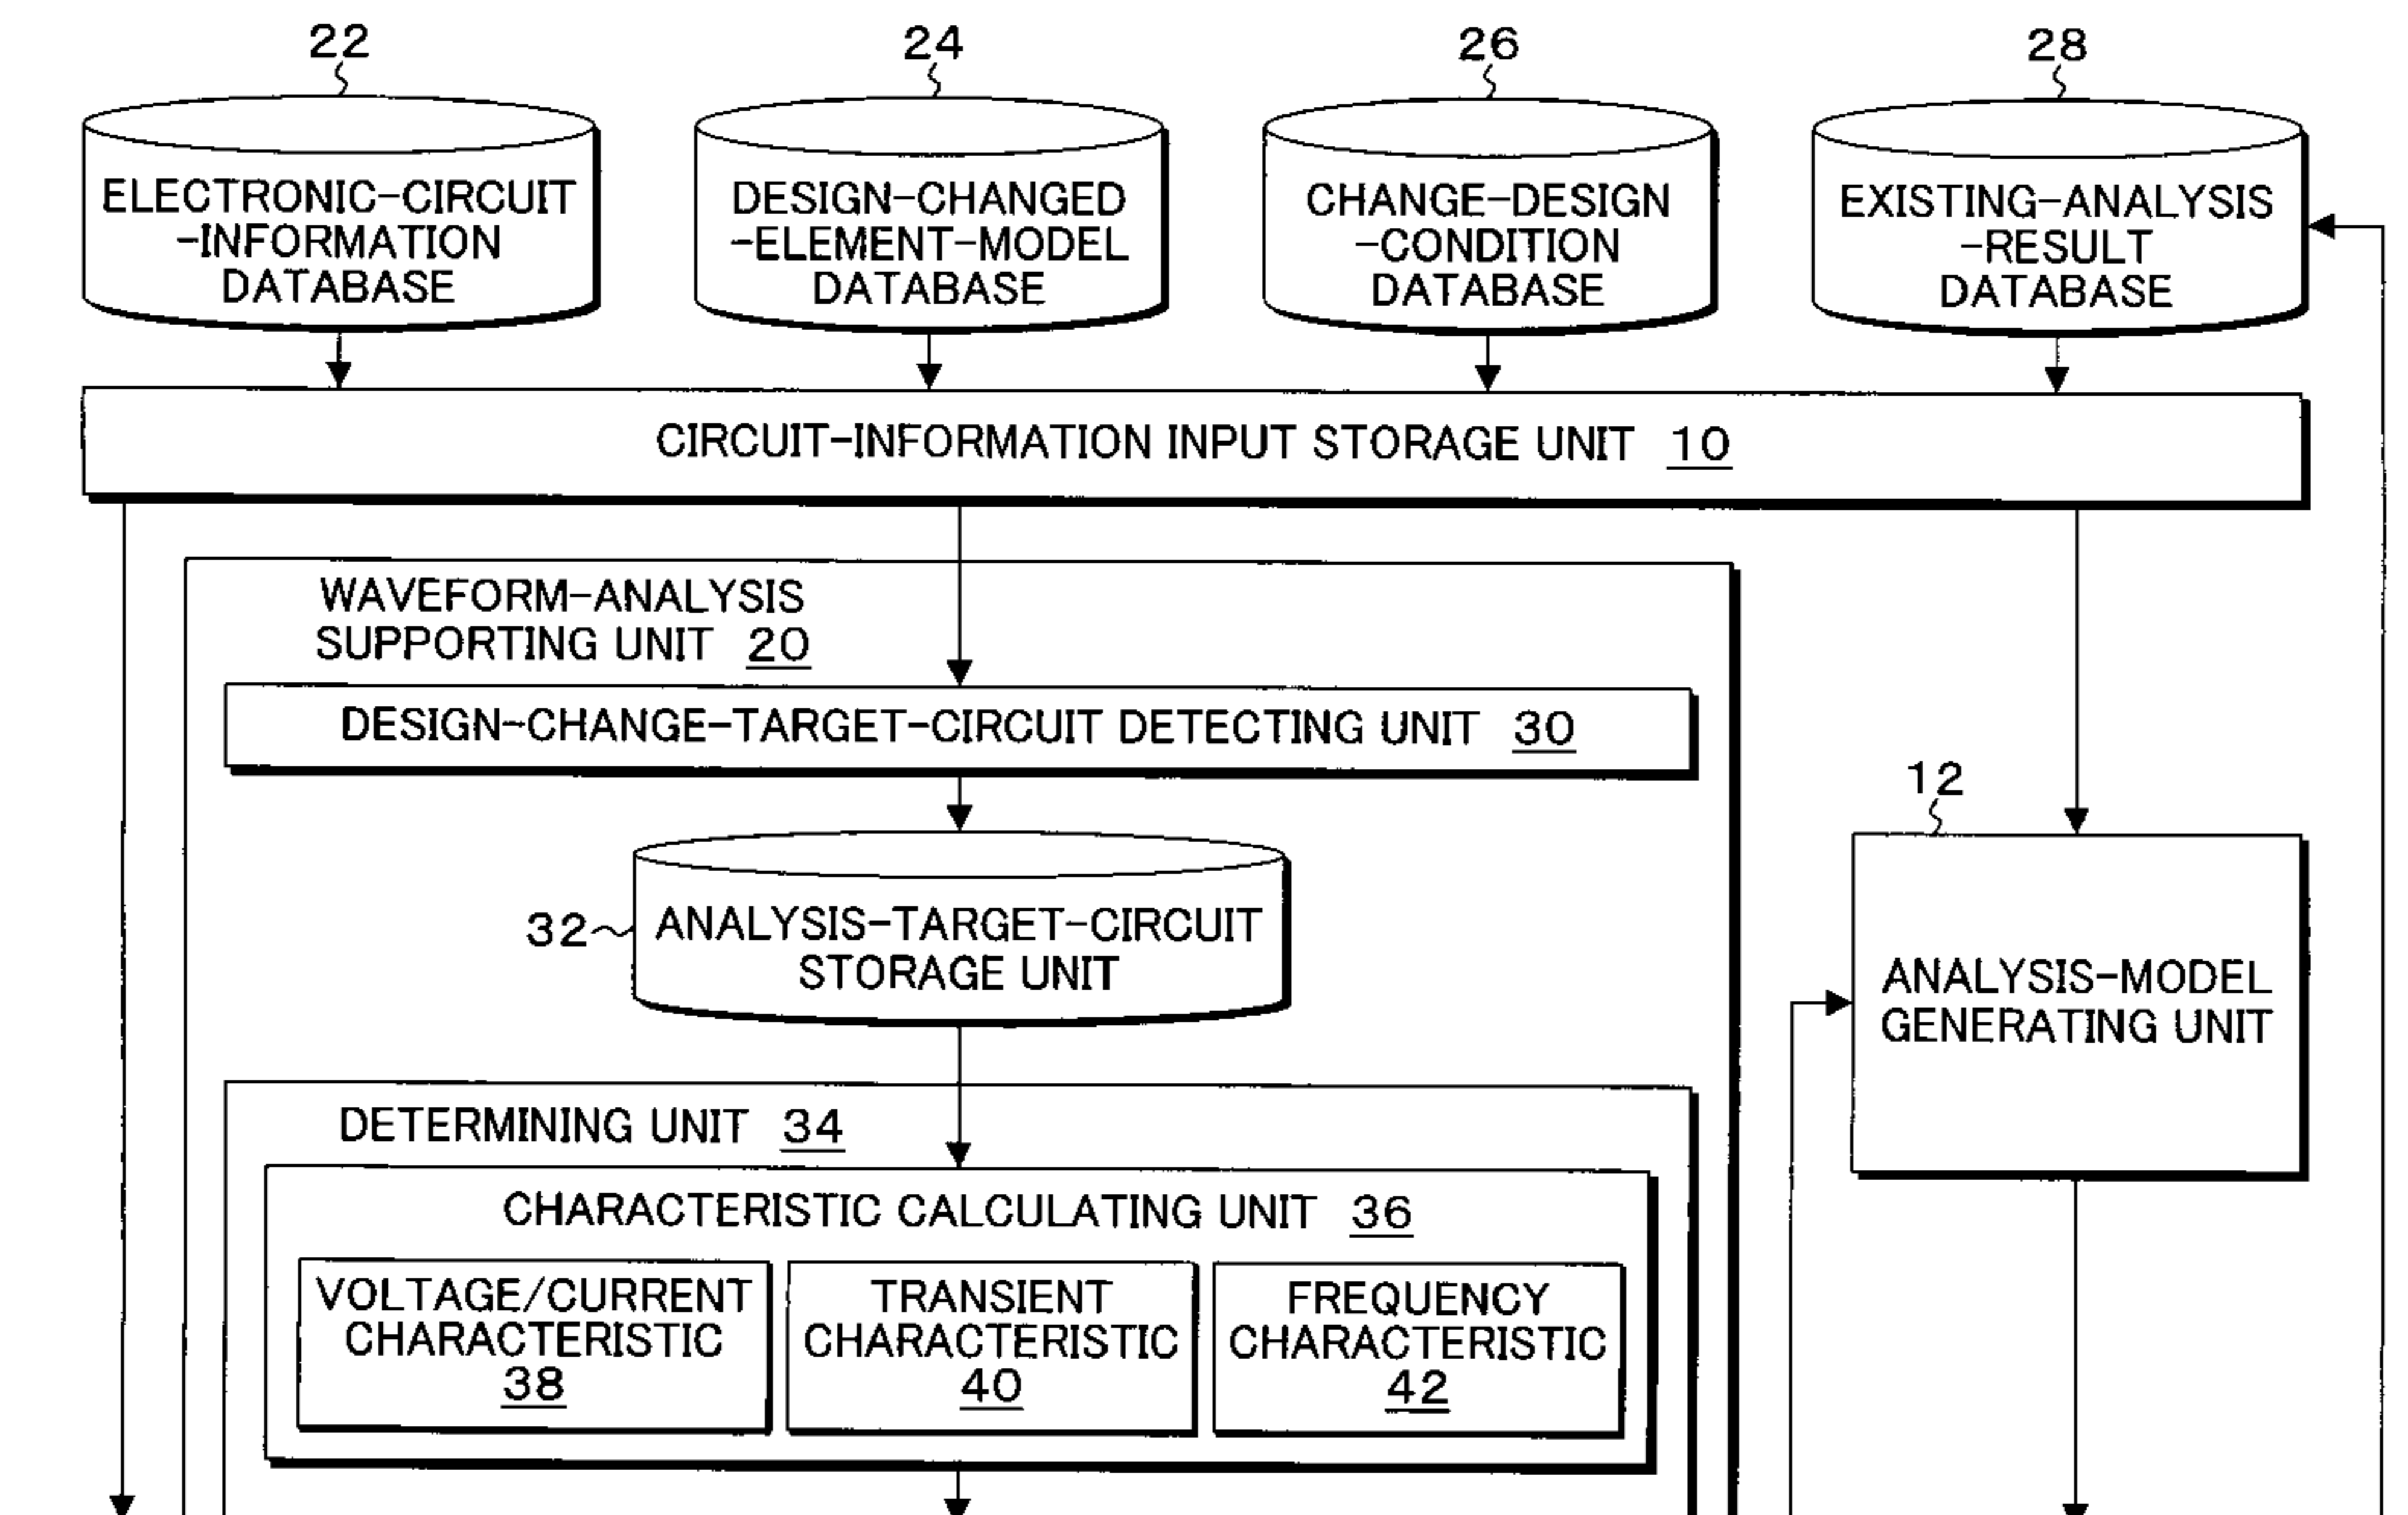 22
24
26
28
ELECTRONIC-CIRCUIT
-INFORMATION
DATABASE
DESIGN-CHANGED
-ELEMENT-MODEL
DATABASE
CHANGE-DESIGN
-CONDITION
DATABASE
EXISTING-ANALYSIS
-RESULT
DATABASE
CIRCUIT-INFORMATION INPUT STORAGE UNIT 10
WAVEFORM-ANALYSIS
SUPPORTING UNIT 20
DESIGN-CHANGE-TARGET-CIRCUIT DETECTING UNIT 30
12
32
ANALYSIS-TARGET-CIRCUIT
STORAGE UNIT
ANALYSIS-MODEL
GENERATING UNIT
DETERMINING UNIT 34
CHARACTERISTIC CALCULATING UNIT 36
VOLTAGE/CURRENT
CHARACTERISTIC
38
TRANSIENT
CHARACTERISTIC
40
FREQUENCY
CHARACTERISTIC
42